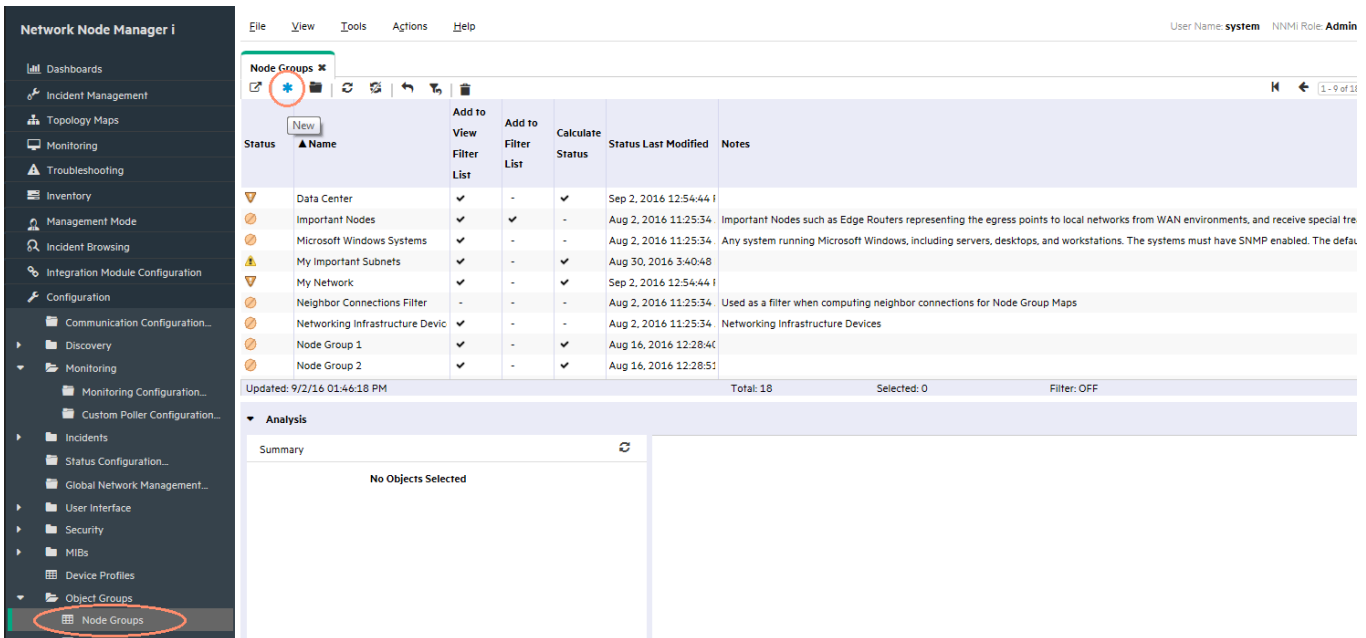 Network Node Manager i
File View Tools Actions Help
User Name: system NNMi Role: Admin
Dashboards
Incident Management
Topology Maps
Monitoring
Troubleshooting
Inventory
Management Mode
Incident Browsing
Integration Module Configuration
Configuration
Communication Configuration...
Discovery
Monitoring
Monitoring Configuration...
Custom Poller Configuration...
Incidents
Status Configuration...
Global Network Management...
User Interface
Security
MIBs
Device Profiles
Object Groups
Node Groups
Node Groups
1 - 9 of 18
New
Status Name Add to View Filter List Add to Filter List Calculate Status Status Last Modified Notes
Data Center - Sep 2, 2016 12:54:44
Important Nodes - Aug 2, 2016 11:25:34 Important Nodes such as Edge Routers representing the egress points to local networks from WAN environments, and receive special
Microsoft Windows Systems - - Aug 2, 2016 11:25:34 Any system running Microsoft Windows, including servers, desktops, and workstations. The systems must have SNMP enabled. The
My Important Subnets - Aug 30, 2016 3:40:48
My Network - Sep 2, 2016 12:54:44
Neighbor Connections Filter - - - Aug 2, 2016 11:25:34 Used as a filter when computing neighbor connections for Node Group Maps
Networking Infrastructure Devic - - Aug 2, 2016 11:25:34 Networking Infrastructure Devices
Node Group 1 - Aug 16, 2016
Node Group 2 - Aug 16, 2016 12:28:51
Updated: 9/2/16 01:46:18 PM Total: 18 Selected: 0 Filter: OFF
Analysis
Summary
No Objects Selected